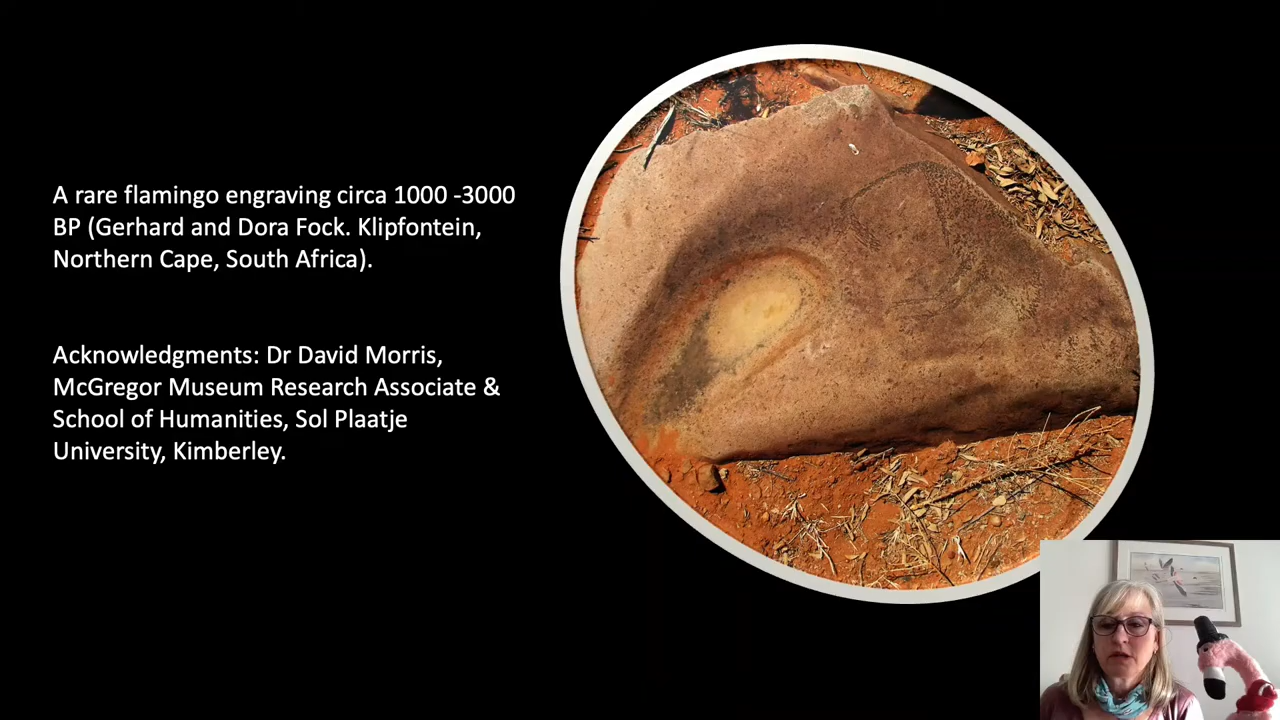 A rare flamingo engraving circa 1000 -3000
BP (Gerhard and Dora Fock. Klipfontein,
Northern Cape, South Africa).
Acknowledgments: Dr David Morris,
McGregor Museum Research Associate &
School of Humanities, Sol Plaatje
University, Kimberley.